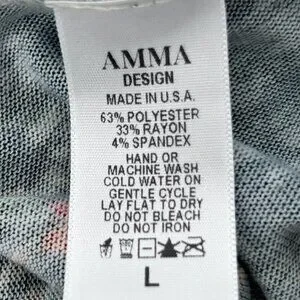 AMMA
DESIGN
MADE IN U.S.A.
63% POLYESTER
33% RAYON
4% SPANDEX
HAND OR
MACHINE WASH
COLD WATER ON
GENTLE CYCLE
LAY FLAT TO DRY
DO NOT BLEACH
DO NOT IRON
L